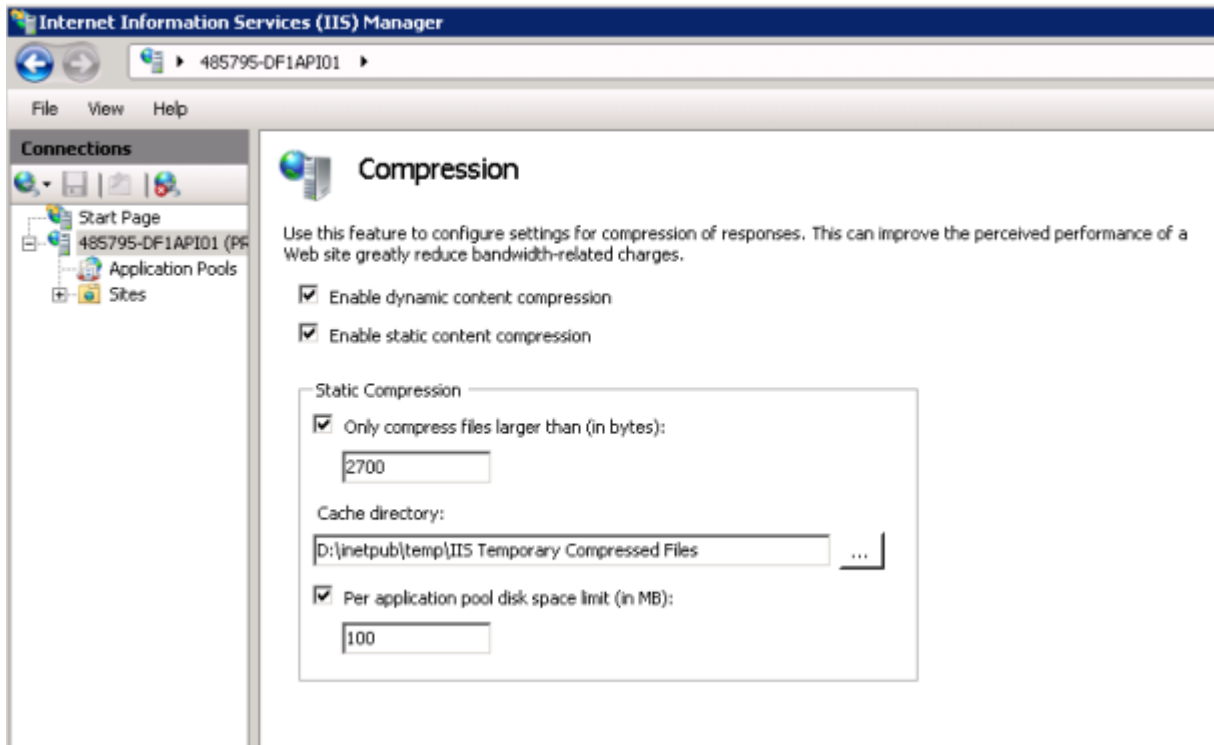 Internet Information Services (IIS) Manager
485795-DF1API01
File View Help
Connections
Start Page
485795-DF1API01 (PR
Application Pools
Sites
Compression
Use this feature to configure settings for compression of responses. This can improve the perceived performance of a
Web site greatly reduce bandwidth-related charges.
Enable dynamic content compression
Enable static content compression
Static Compression
Only compress files larger than (in bytes):
2700
Cache directory:
D:\inetpub\temp\IIS Temporary Compressed Files
...
Per application pool disk space limit (in MB):
100